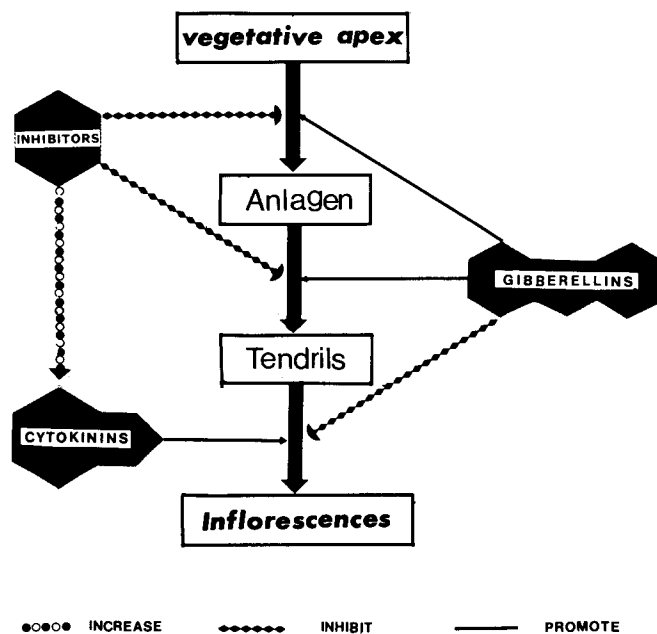 vegetative apex
INHIBITORS
Anlagen
GIBBERELLINS
Tendrils
CYTOKININS
Inflorescences
INCREASE INHIBIT PROMOTE